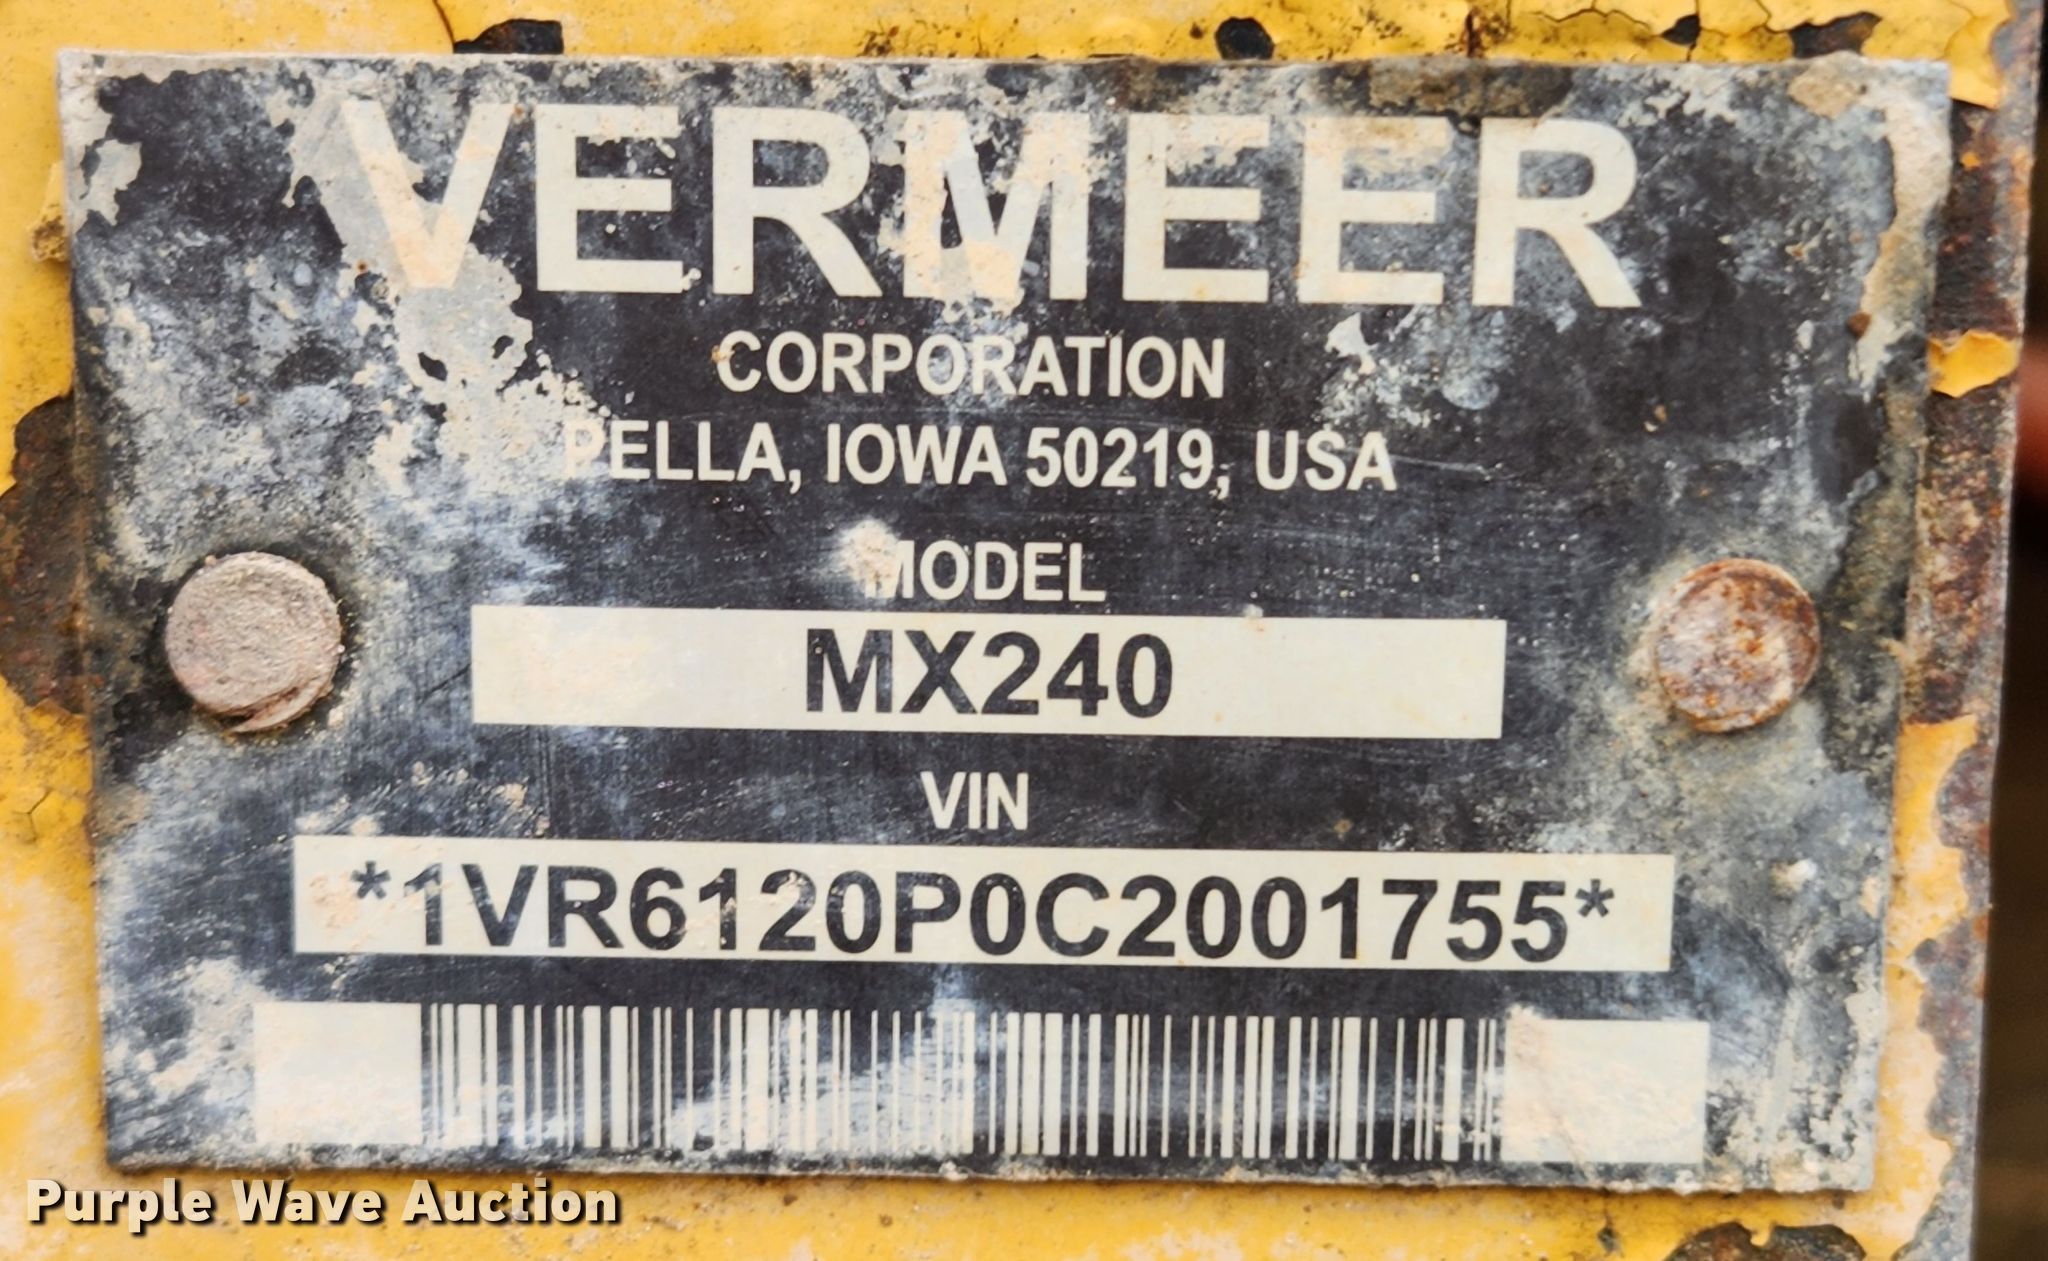 VERMEER
CORPORATION
PELLA, IOWA 50219, USA
MODEL
MX240
VIN
*1VR6120P0C2001755*
Purple Wave Auction